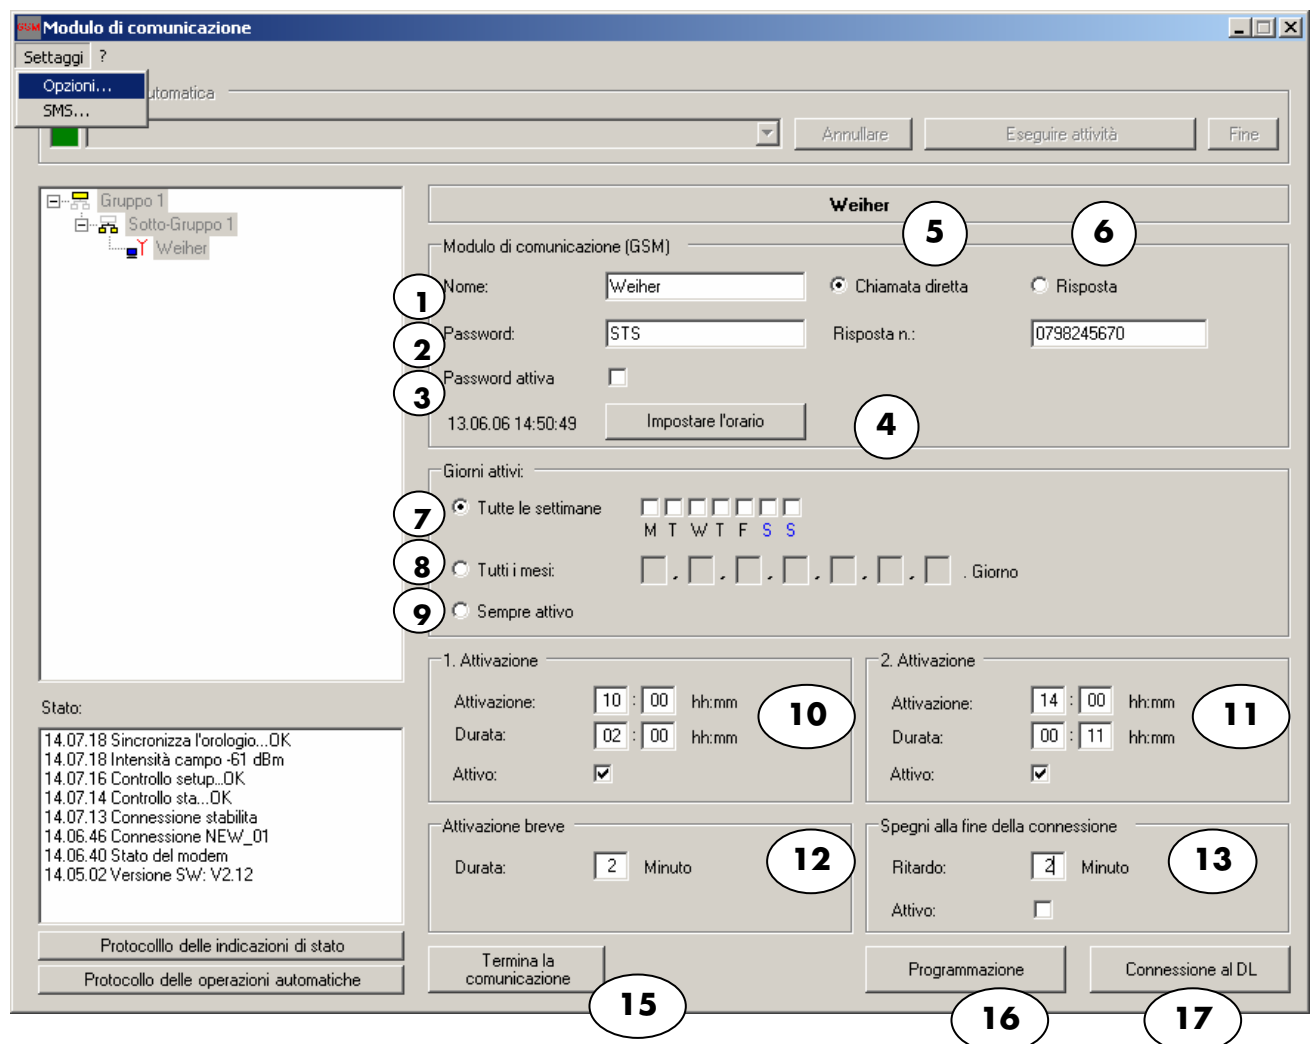 GSM Modulo di comunicazione
Settaggi ?
Opzioni...
SMS...
utomatica
Annullare
Eseguire attività
Fine
Gruppo 1
Sotto-Gruppo 1
Weiher
Weiher
5
6
Modulo di comunicazione (GSM)
1
Nome:
Weiher
Chiamata diretta
Risposta
2
Password:
STS
Risposta n.:
0798245670
3
Password attiva
13.06.06 14:50:49
Impostare l'orario
4
Giorni attivi:
7
Tutte le settimane
M T W T F S S
8
Tutti i mesi:
, , , , , , . Giorno
9
Sempre attivo
1. Attivazione
Attivazione:
10 : 00 hh:mm
Durata:
02 : 00 hh:mm
Attivo:
10
2. Attivazione
Attivazione:
14 : 00 hh:mm
Durata:
00 : 11 hh:mm
Attivo:
11
Stato:
14.07.18 Sincronizza l'orologio...OK
14.07.18 Intensità campo -61 dBm
14.07.16 Controllo setup...OK
14.07.14 Controllo sta...OK
14.07.13 Connessione stabilita
14.06.46 Connessione NEW_01
14.06.40 Stato del modem
14.05.02 Versione SW: V2.12
Attivazione breve
Durata:
2 Minuto
12
Spegni alla fine della connessione
Ritardo:
2 Minuto
Attivo:
13
Protocolllo delle indicazioni di stato
Protocollo delle operazioni automatiche
Termina la
comunicazione
15
Programmazione
16
Connessione al DL
17